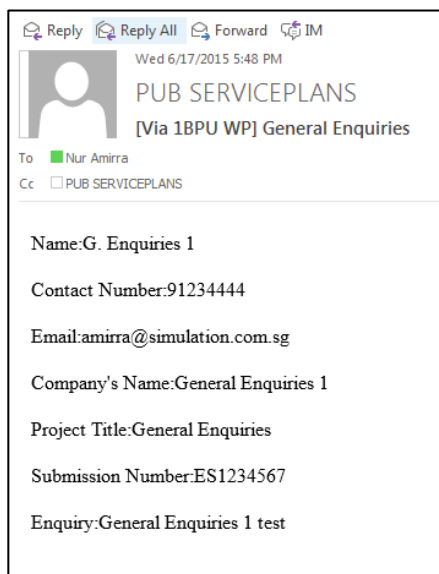 Reply Reply All Forward IM
Wed 6/17/2015 5:48 PM
PUB SERVICEPLANS
[Via 1BPU WP] General Enquiries
To Nur Amirra
Cc PUB SERVICEPLANS
Name:G. Enquiries 1
Contact Number:91234444
Email:amirra@simulation.com.sg
Company's Name:General Enquiries 1
Project Title:General Enquiries
Submission Number:ES1234567
Enquiry:General Enquiries 1 test